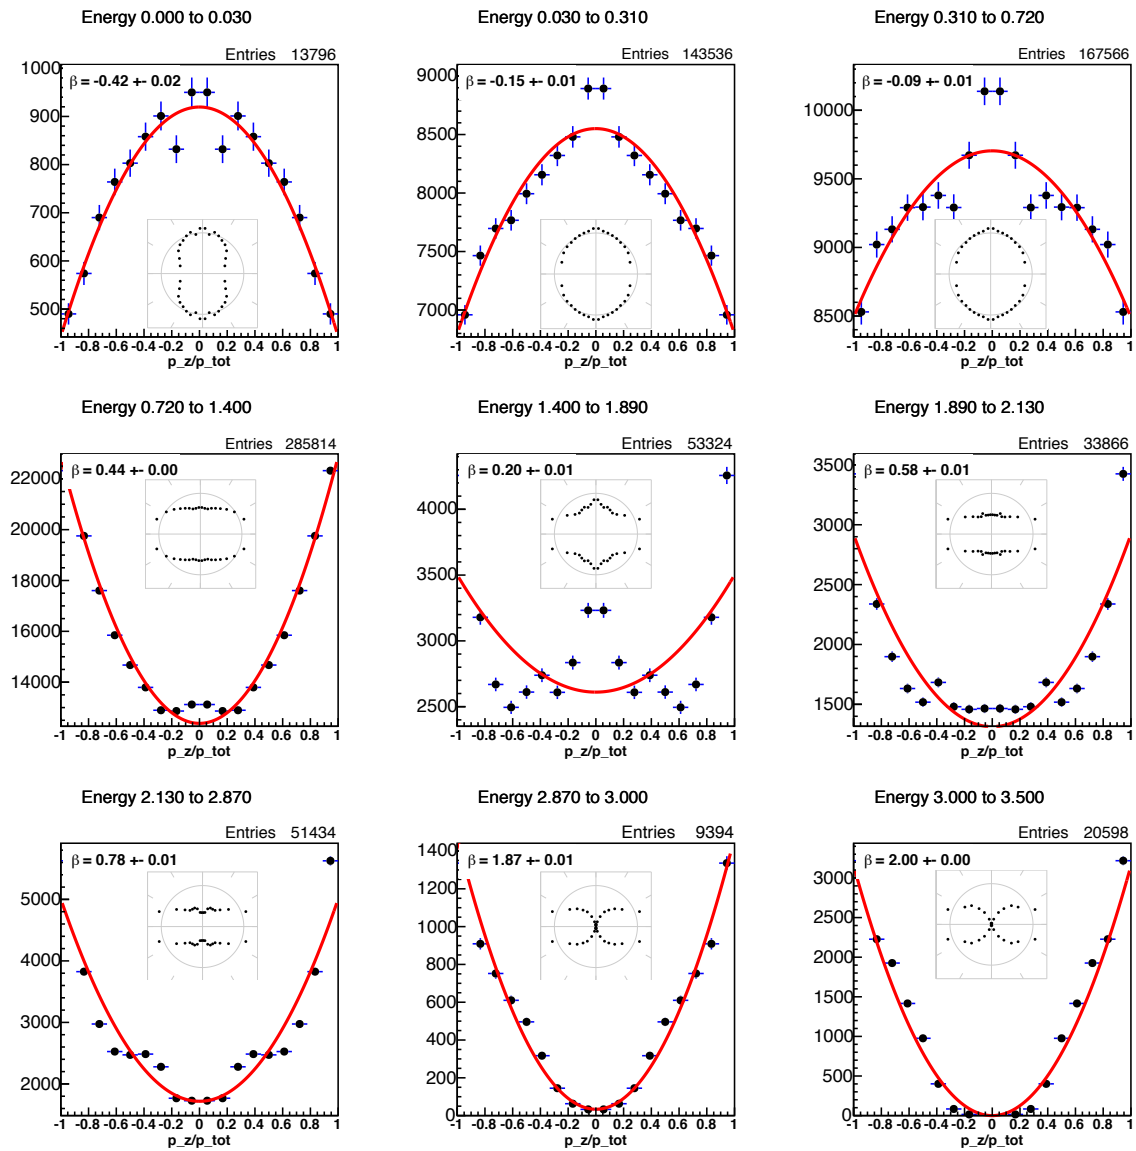 Energy 0.000 to 0.030
Entries 13796
β = -0.42 +- 0.02
1000
900
800
700
600
500
-1 -0.8 -0.6 -0.4 -0.2 0 0.2 0.4 0.6 0.8 1
p_z/p_tot
Energy 0.030 to 0.310
Entries 143536
β = -0.15 +- 0.01
9000
8500
8000
7500
7000
-1 -0.8 -0.6 -0.4 -0.2 0 0.2 0.4 0.6 0.8 1
p_z/p_tot
Energy 0.310 to 0.720
Entries 167566
β = -0.09 +- 0.01
10000
9500
9000
8500
-1 -0.8 -0.6 -0.4 -0.2 0 0.2 0.4 0.6 0.8 1
p_z/p_tot
Energy 0.720 to 1.400
Entries 285814
β = 0.44 +- 0.00
22000
20000
18000
16000
14000
-1 -0.8 -0.6 -0.4 -0.2 0 0.2 0.4 0.6 0.8 1
p_z/p_tot
Energy 1.400 to 1.890
Entries 53324
β = 0.20 +- 0.01
4000
3500
3000
2500
-1 -0.8 -0.6 -0.4 -0.2 0 0.2 0.4 0.6 0.8 1
p_z/p_tot
Energy 1.890 to 2.130
Entries 33866
β = 0.58 +- 0.01
3500
3000
2500
2000
1500
-1 -0.8 -0.6 -0.4 -0.2 0 0.2 0.4 0.6 0.8 1
p_z/p_tot
Energy 2.130 to 2.870
Entries 51434
β = 0.78 +- 0.01
5000
4000
3000
2000
-1 -0.8 -0.6 -0.4 -0.2 0 0.2 0.4 0.6 0.8 1
p_z/p_tot
Energy 2.870 to 3.000
Entries 9394
β = 1.87 +- 0.01
1400
1200
1000
800
600
400
200
0
-1 -0.8 -0.6 -0.4 -0.2 0 0.2 0.4 0.6 0.8 1
p_z/p_tot
Energy 3.000 to 3.500
Entries 20598
β = 2.00 +- 0.00
3000
2500
2000
1500
1000
500
0
-1 -0.8 -0.6 -0.4 -0.2 0 0.2 0.4 0.6 0.8 1
p_z/p_tot